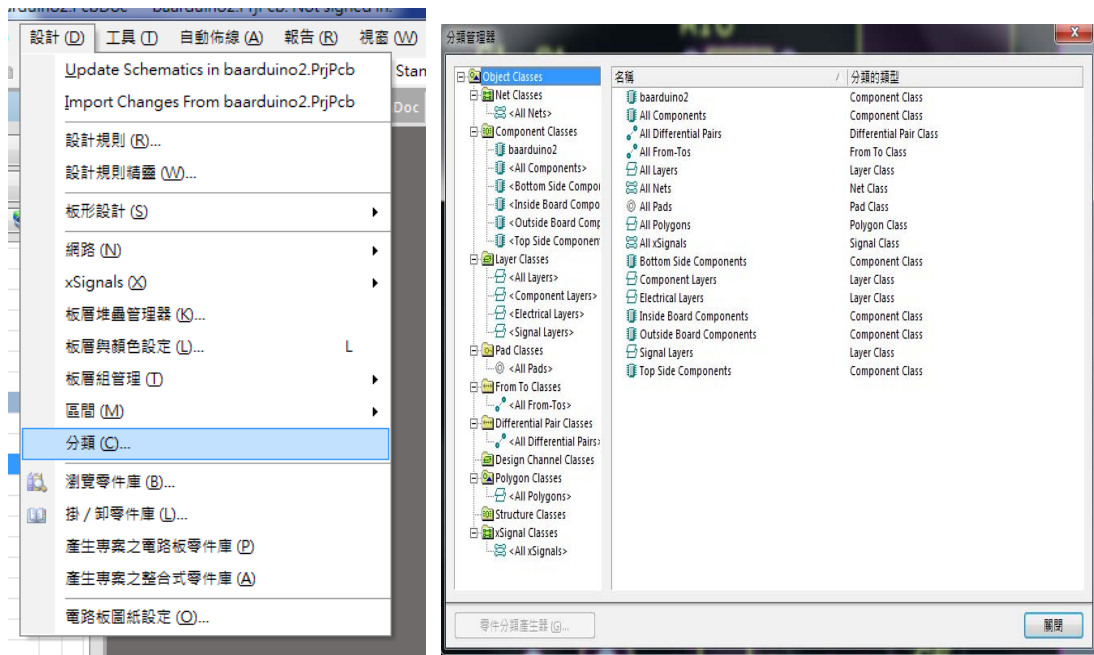 設計 (D) 工具 (T) 自動佈線 (A) 報告 (R) 視窗 (W)
Update Schematics in baarduino2.PrjPcb
Stan
Import Changes From baarduino2.PrjPcb
Doc
設計規則 (R)...
設計規則精靈 (W)...
板形設計 (S)
網路 (N)
xSignals (X)
板層堆疊管理器 (K)...
板層與顏色設定 (L)... L
板層組管理 (T)
區間 (M)
分類 (C)...
瀏覽零件庫 (B)...
掛 / 卸零件庫 (L)...
產生專案之電路板零件庫 (P)
產生專案之整合式零件庫 (A)
電路板圖紙設定 (O)...
分類管理器
X
Object Classes
Net Classes
<All Nets>
Component Classes
baarduino2
<All Components>
<Bottom Side Compo
<Inside Board Compo
<Outside Board Comp
<Top Side Componen
Layer Classes
<All Layers>
<Component Layers>
<Electrical Layers>
<Signal Layers>
Pad Classes
<All Pads>
From To Classes
<All From-Tos>
Differential Pair Classes
<All Differential Pairs>
Design Channel Classes
Polygon Classes
<All Polygons>
Structure Classes
xSignal Classes
<All xSignals>
名稱 / 分類的類型
baarduino2 Component Class
All Components Component Class
All Differential Pairs Differential Pair Class
All From-Tos From To Class
All Layers Layer Class
All Nets Net Class
All Pads Pad Class
All Polygons Polygon Class
All xSignals Signal Class
Bottom Side Components Component Class
Component Layers Layer Class
Electrical Layers Layer Class
Inside Board Components Component Class
Outside Board Components Component Class
Signal Layers Layer Class
Top Side Components Component Class
零件分類產生器 (G)...
關閉